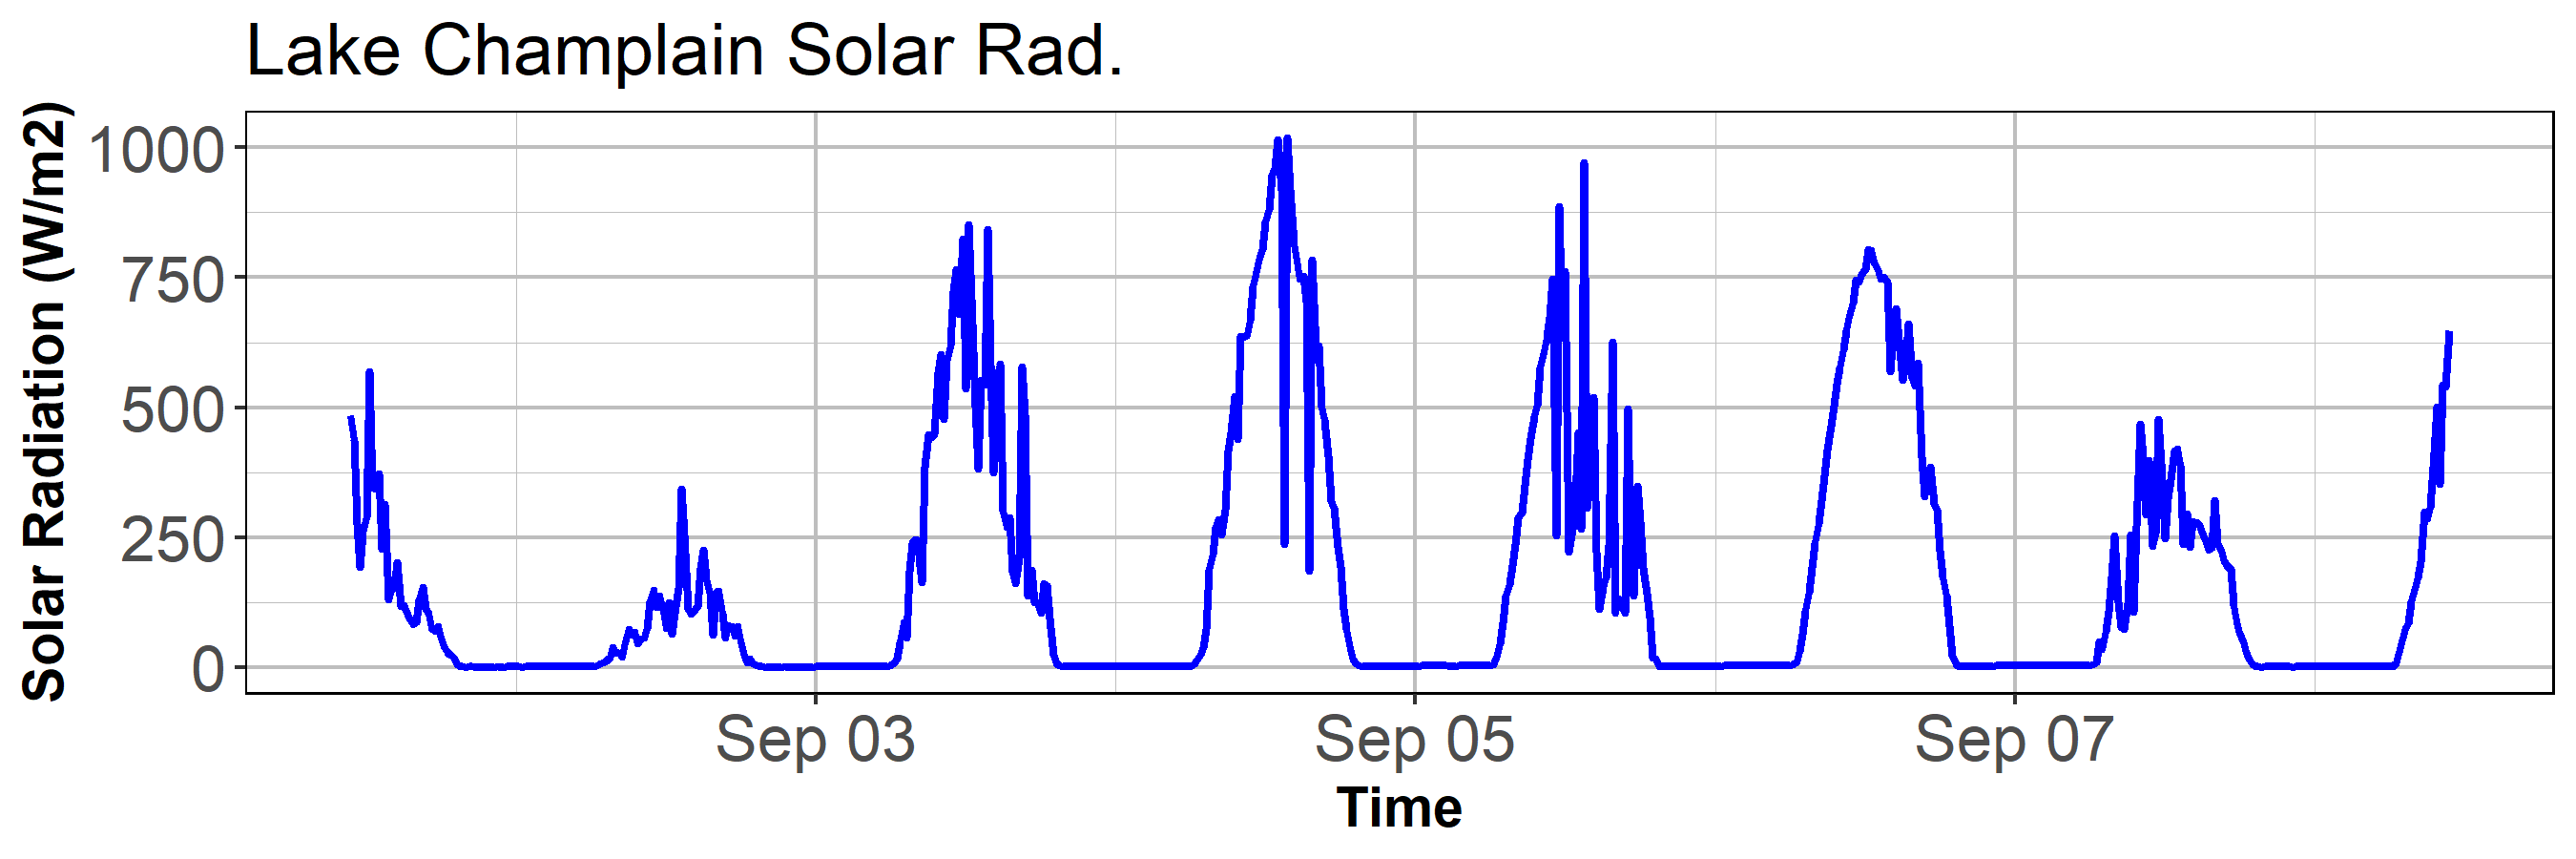 Lake Champlain Solar Rad.
Solar Radiation (W/m2)
1000
750
500
250
0
Sep 03 Sep 05 Sep 07
Time